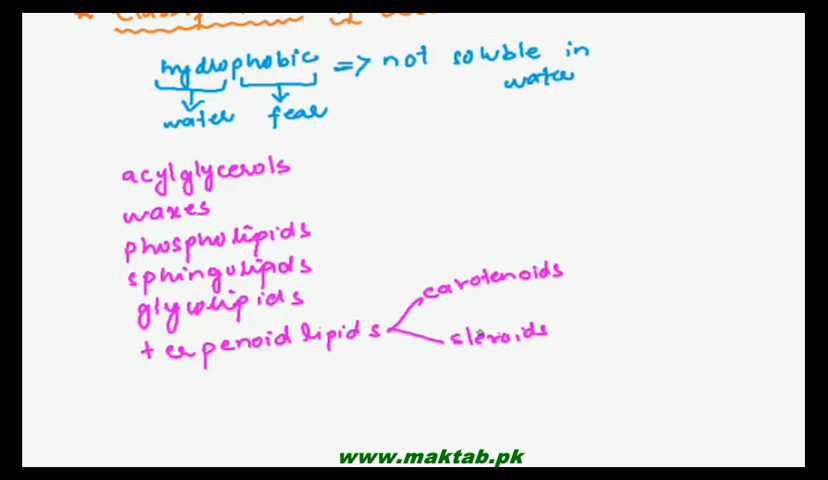 hydrophobic => not soluble in
water
water fear
acylglycerols
waxes
phospholipids
sphingolipids
glycolipids
terpenoid lipids
carotenoids
steroids
www.maktab.pk